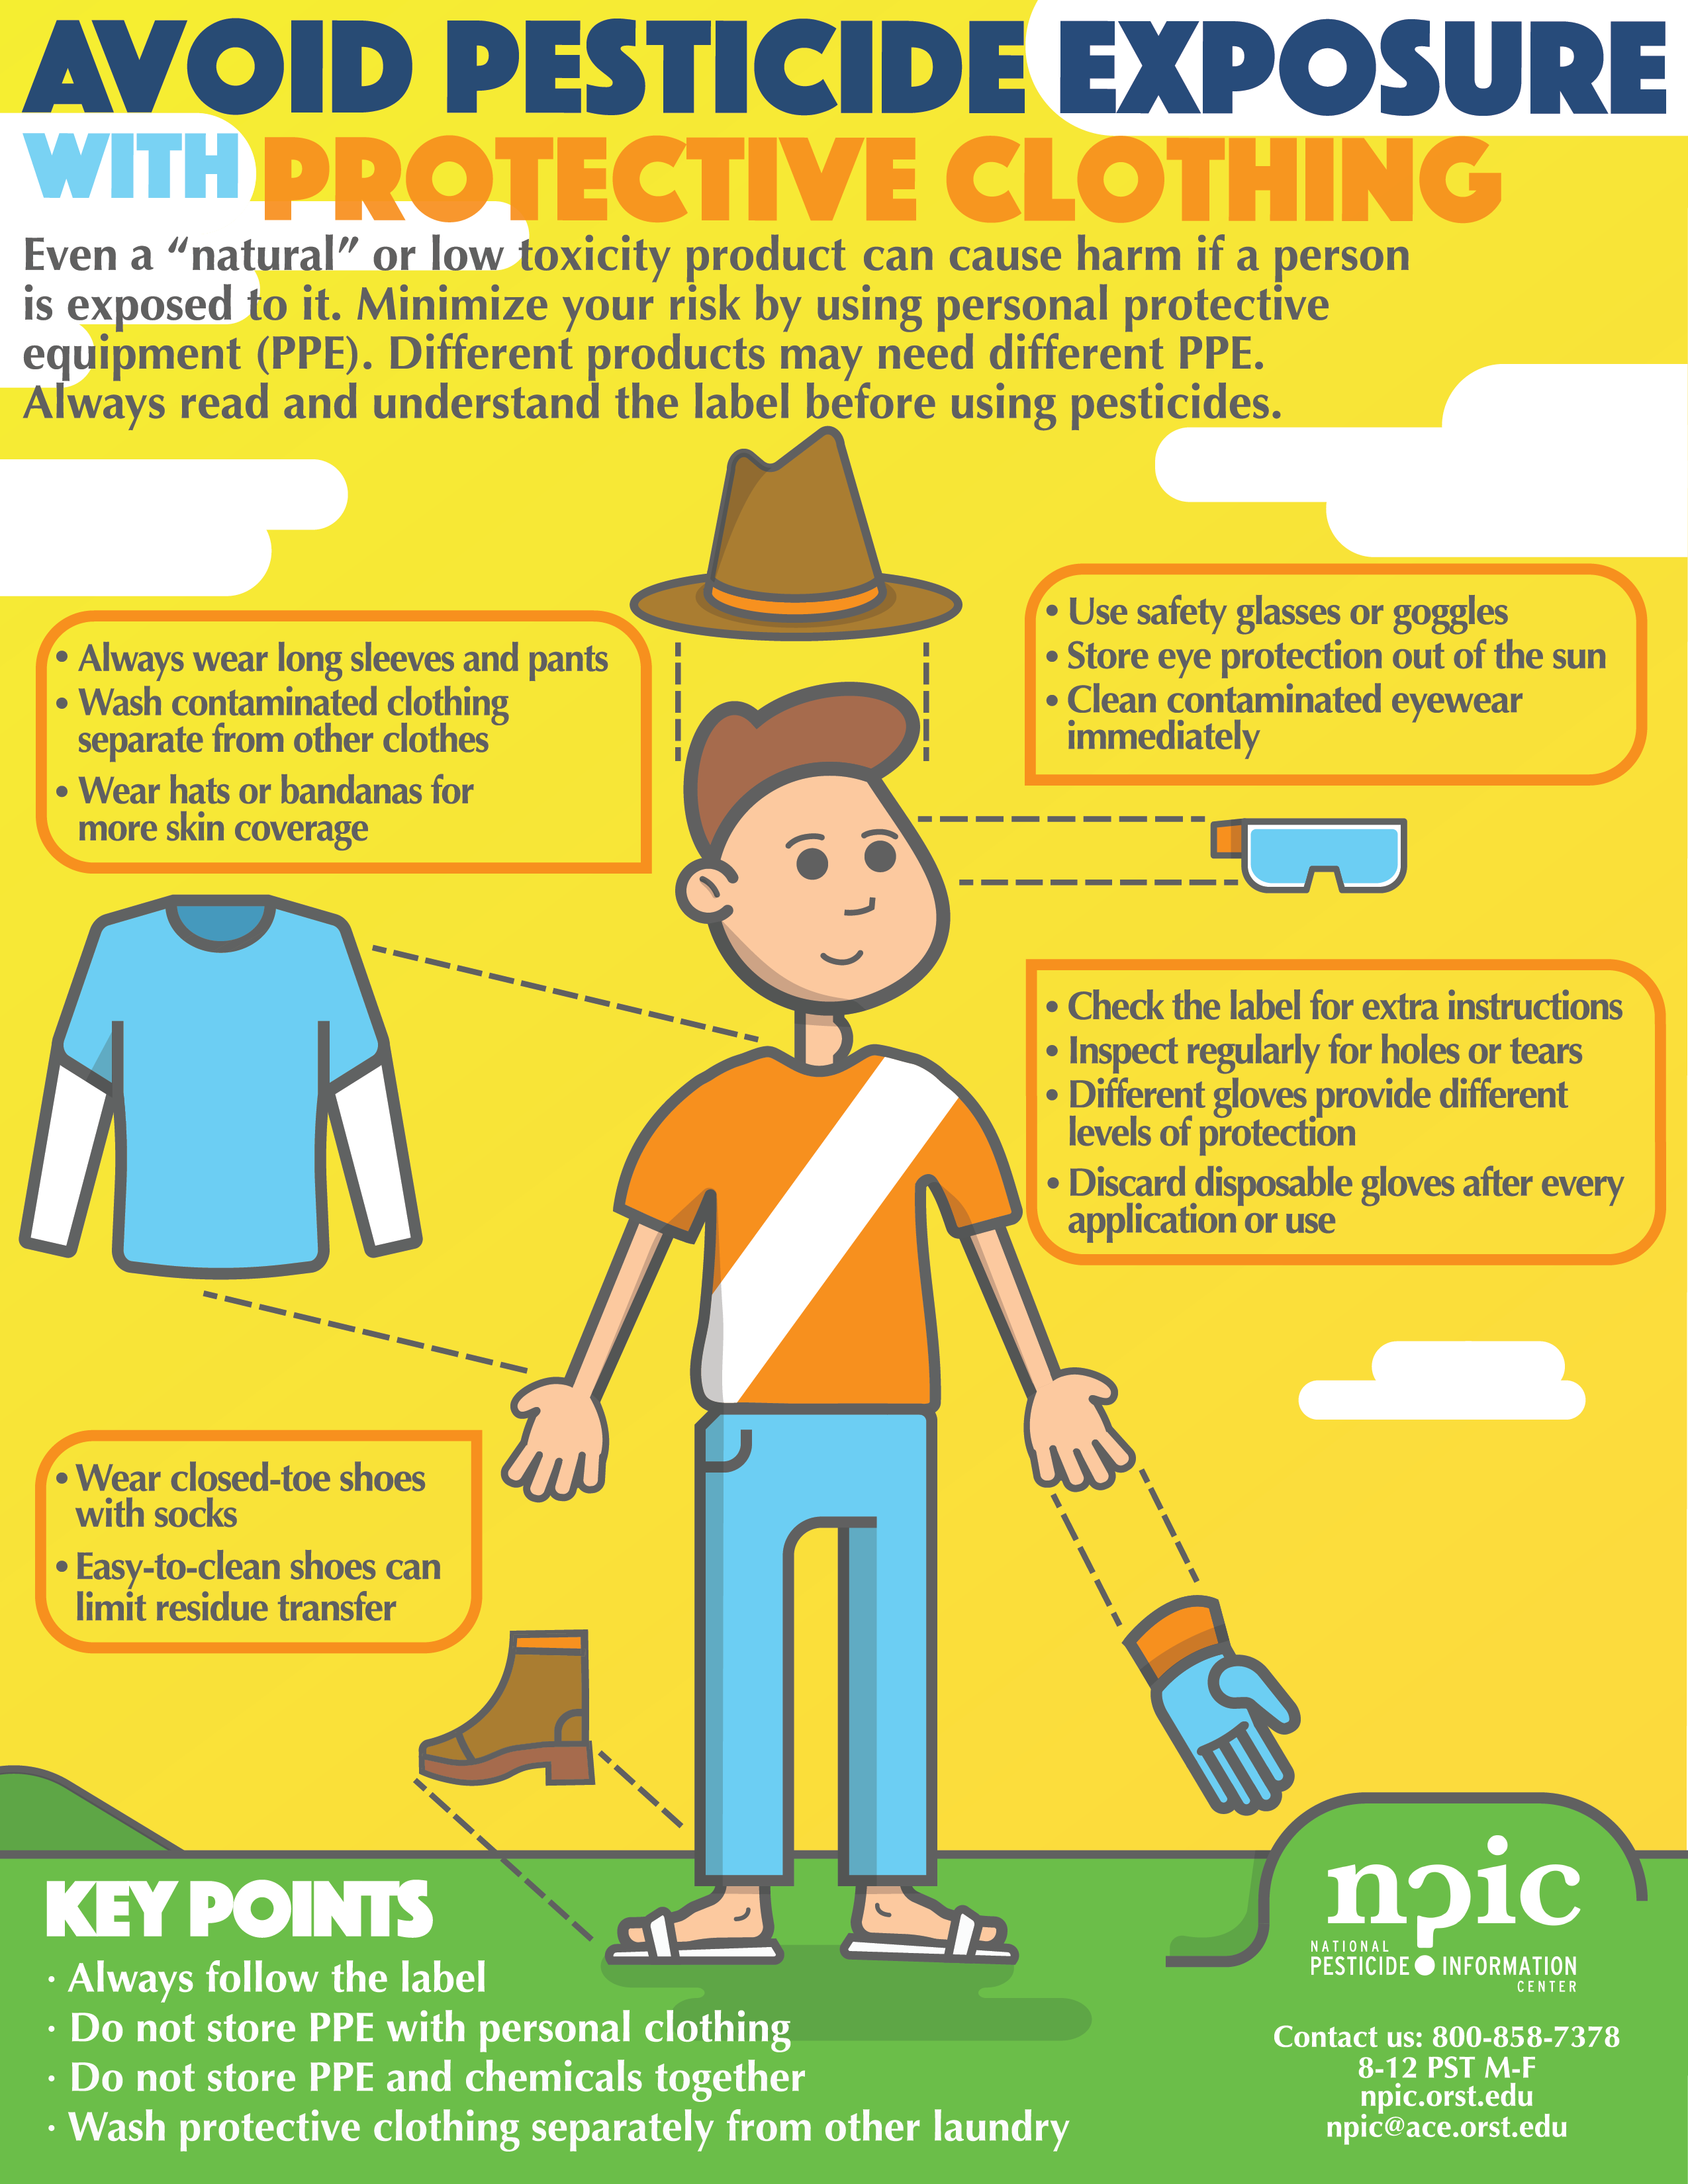 AVOID PESTICIDE EXPOSURE
WITH PROTECTIVE CLOTHING
Even a “natural” or low toxicity product can cause harm if a person
is exposed to it. Minimize your risk by using personal protective
equipment (PPE). Different products may need different PPE.
Always read and understand the label before using pesticides.
• Always wear long sleeves and pants
• Wash contaminated clothing
separate from other clothes
• Wear hats or bandanas for
more skin coverage
• Use safety glasses or goggles
• Store eye protection out of the sun
• Clean contaminated eyewear
immediately
• Check the label for extra instructions
• Inspect regularly for holes or tears
• Different gloves provide different
levels of protection
• Discard disposable gloves after every
application or use
• Wear closed-toe shoes
with socks
• Easy-to-clean shoes can
limit residue transfer
KEY POINTS
· Always follow the label
· Do not store PPE with personal clothing
· Do not store PPE and chemicals together
· Wash protective clothing separately from other laundry
npic
NATIONAL
PESTICIDE INFORMATION
CENTER
Contact us: 800-858-7378
8-12 PST M-F
npic.orst.edu
npic@ace.orst.edu